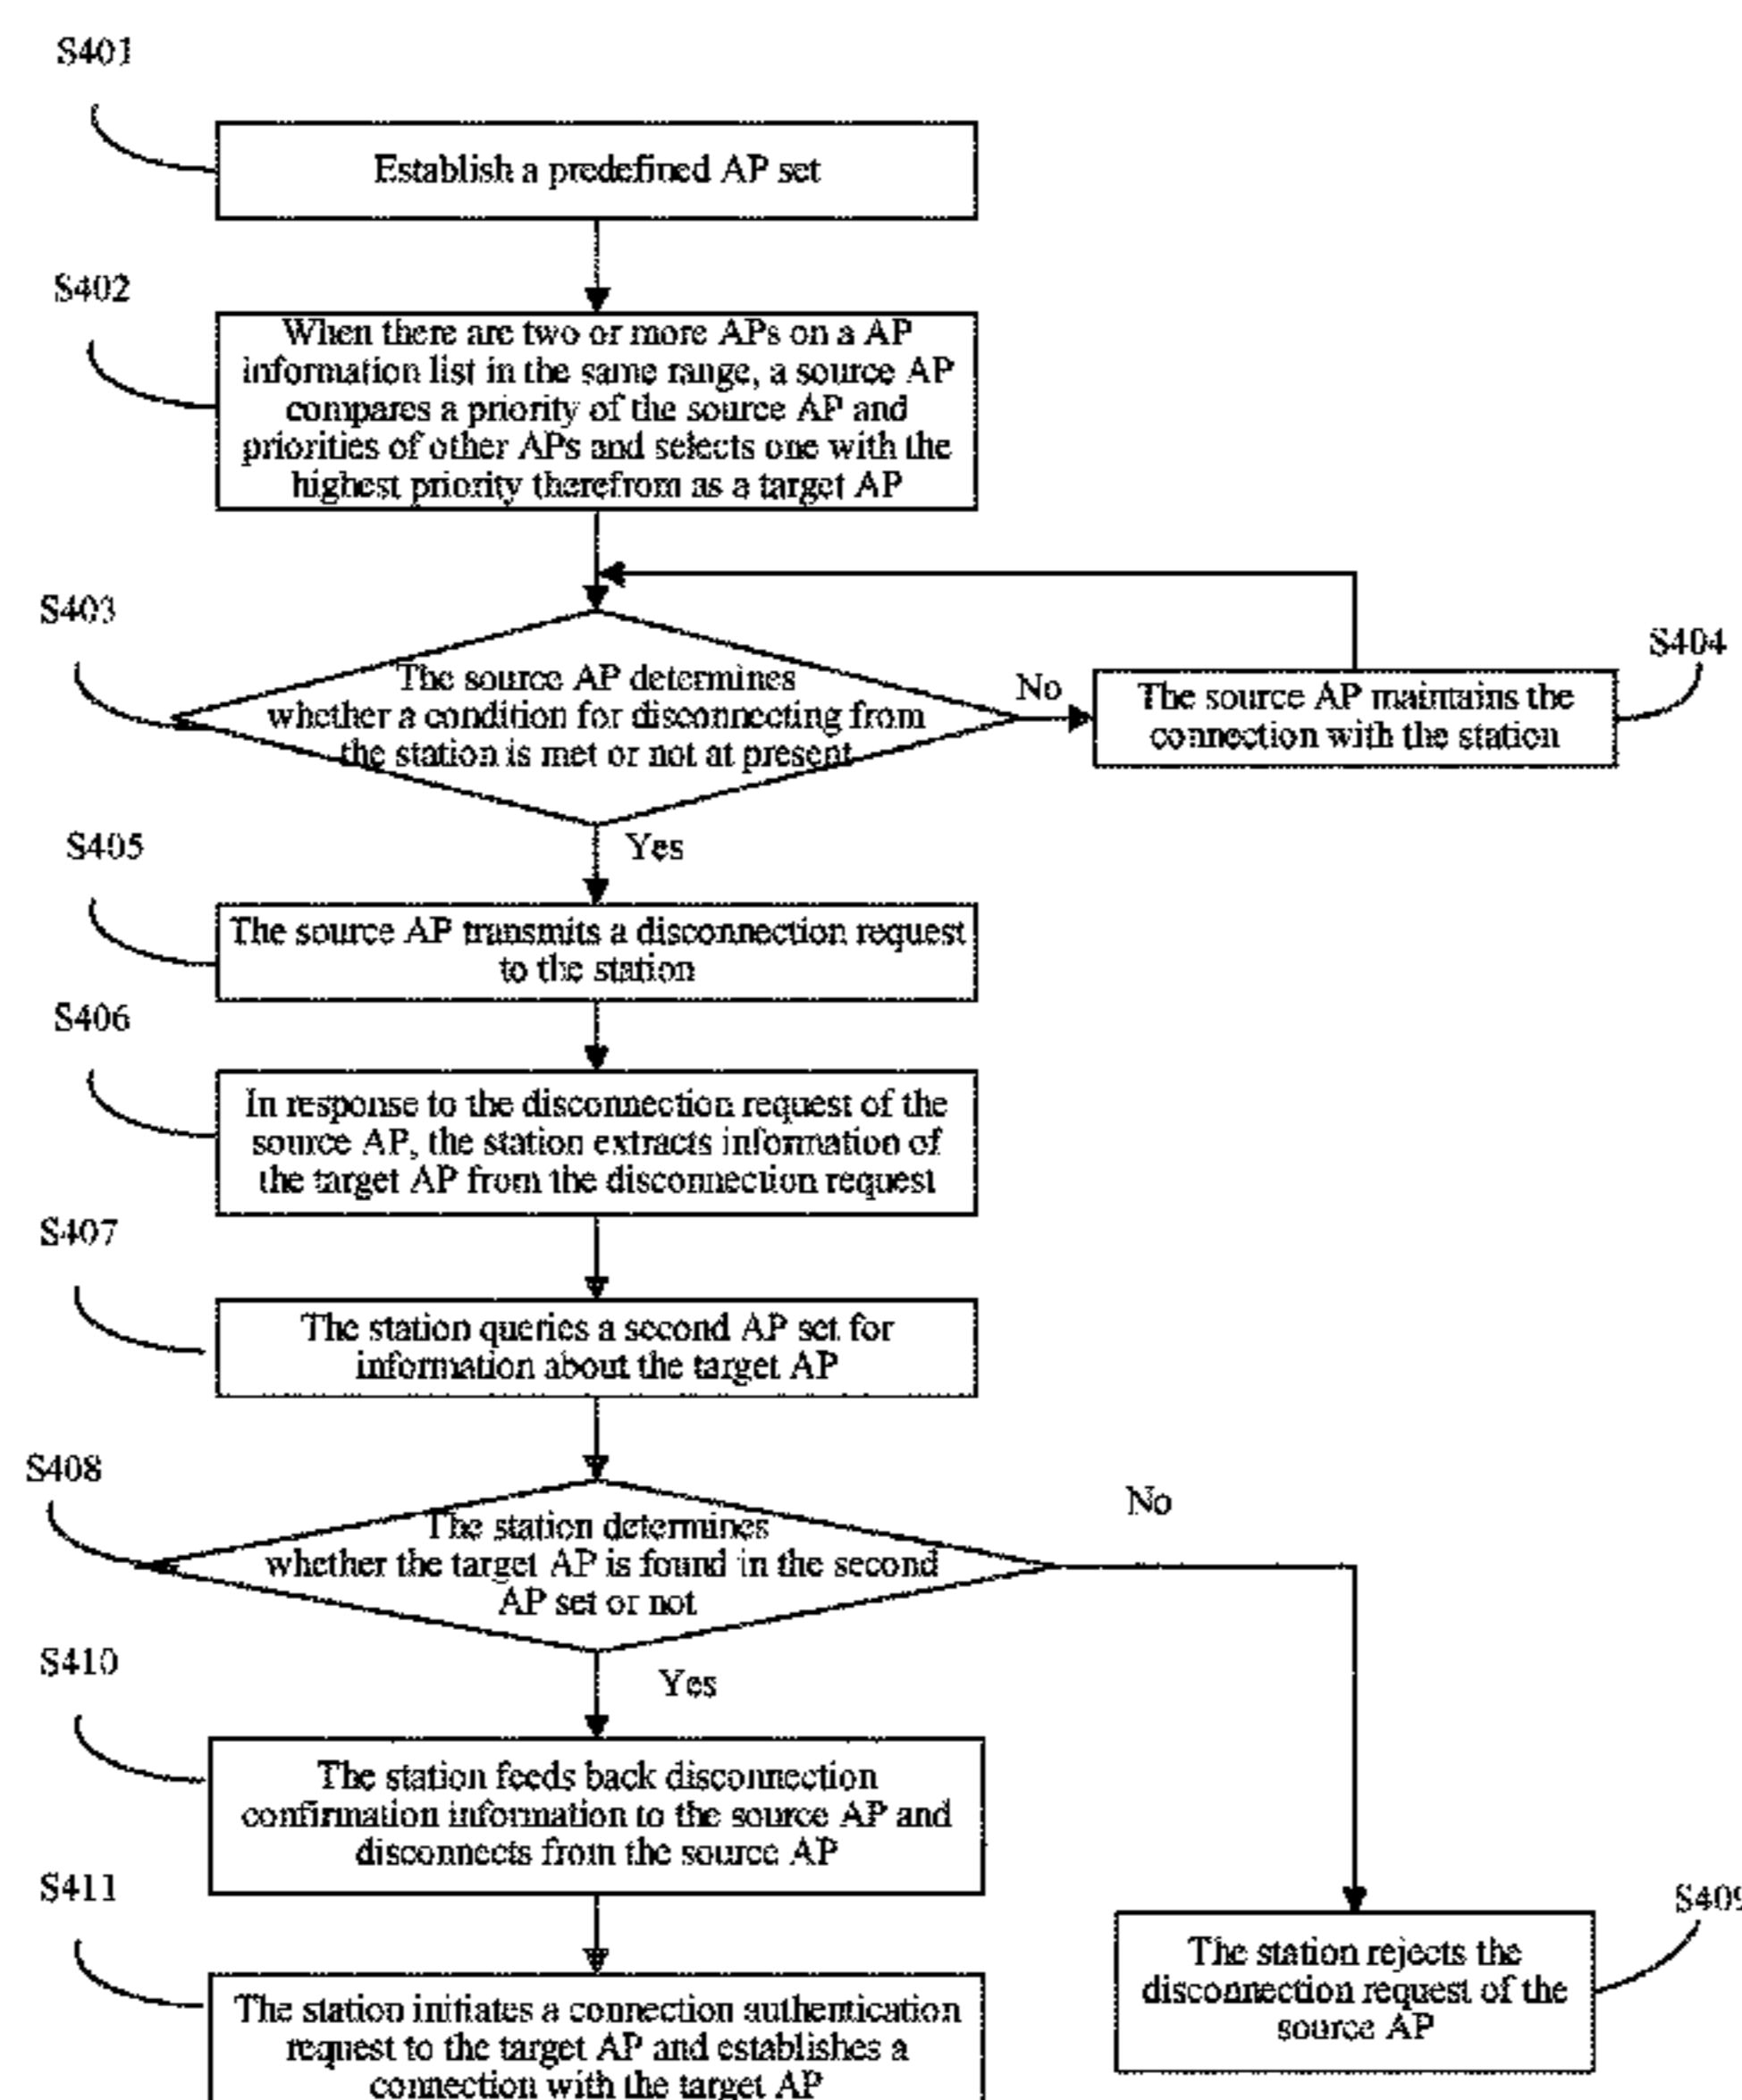 S401
Establish a predefined AP set
S402
When there are two or more APs on a AP
information list in the same range, a source AP
compares a priority of the source AP and
priorities of other APs and selects one with the
highest priority therefrom as a target AP
S403
The source AP determines
whether a condition for disconnecting from
the station is met or not at present
No
S404
The source AP maintains the
connection with the station
Yes
S405
The source AP transmits a disconnection request
to the station
S406
In response to the disconnection request of the
source AP, the station extracts information of
the target AP from the disconnection request
S407
The station queries a second AP set for
information about the target AP
S408
The station determines
whether the target AP is found in the second
AP set or not
No
Yes
S410
The station feeds back disconnection
confirmation information to the source AP and
disconnects from the source AP
S411
The station initiates a connection authentication
request to the target AP and establishes a
connection with the target AP
S409
The station rejects the
disconnection request of the
source AP